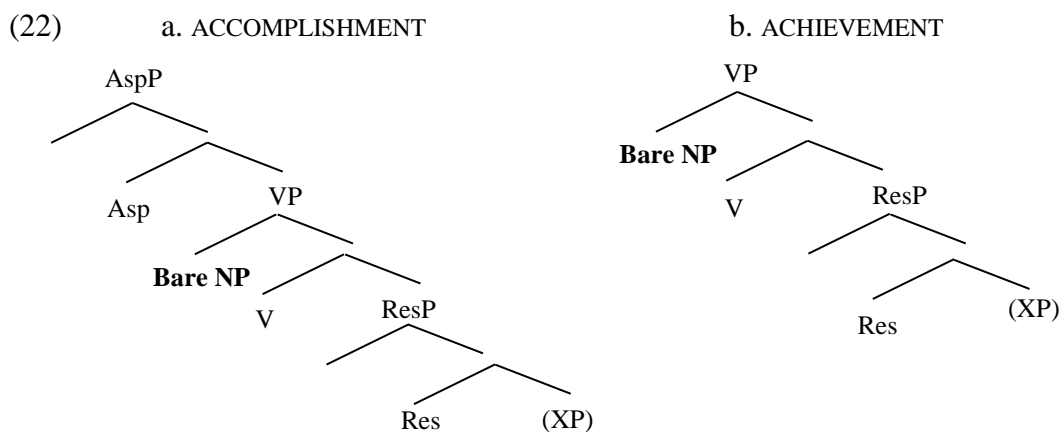 (22) a. ACCOMPLISHMENT b. ACHIEVEMENT
AspP VP
Bare NP
Asp VP V ResP
Bare NP
V ResP Res (XP)
Res (XP)